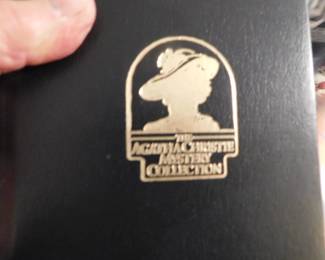 THE
AGATHA CHRISTIE
MYSTERY
COLLECTION